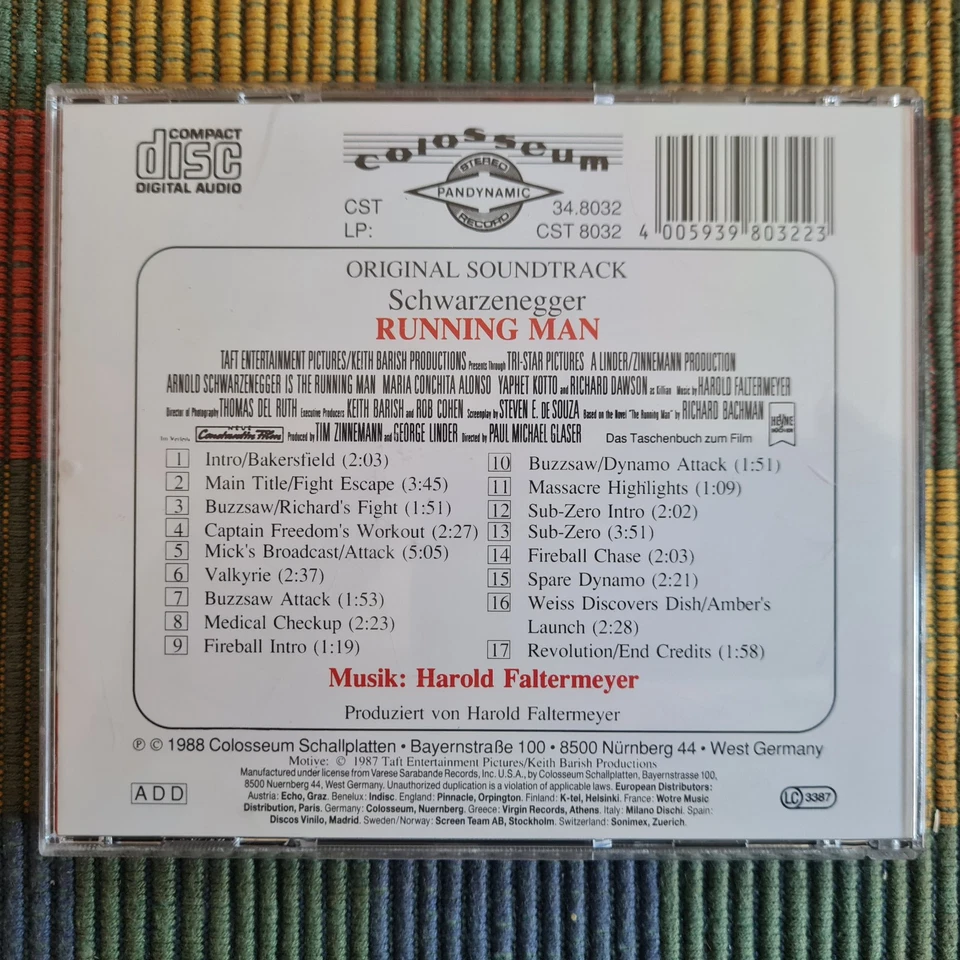 COMPACT
disc
DIGITAL AUDIO
colosseum
STEREO
PANDYNAMIC
RECORD
CST 34.8032
LP: CST 8032
4 005939 803223
ORIGINAL SOUNDTRACK
Schwarzenegger
RUNNING MAN
TAFT ENTERTAINMENT PICTURES/KEITH BARISH PRODUCTIONS Presents Through TRI-STAR PICTURES A LINDER/ZINNEMANN PRODUCTION
ARNOLD SCHWARZENEGGER IS THE RUNNING MAN MARIA CONCHITA ALONSO YAPHET KOTTO and RICHARD DAWSON as Killian Music by HAROLD FALTERMEYER
Director of Photography THOMAS DEL RUTH Executive Producers KEITH BARISH and ROB COHEN Screenplay by STEVEN E. DE SOUZA Based on the Novel "The Running Man" by RICHARD BACHMAN
HEYNE
BÜCHER
NEUE
Constantin Film
Produced by TIM ZINNEMANN and GEORGE LINDER Directed by PAUL MICHAEL GLASER Das Taschenbuch zum Film
1 Intro/Bakersfield (2:03)
2 Main Title/Fight Escape (3:45)
3 Buzzsaw/Richard's Fight (1:51)
4 Captain Freedom's Workout (2:27)
5 Mick's Broadcast/Attack (5:05)
6 Valkyrie (2:37)
7 Buzzsaw Attack (1:53)
8 Medical Checkup (2:23)
9 Fireball Intro (1:19)
10 Buzzsaw/Dynamo Attack (1:51)
11 Massacre Highlights (1:09)
12 Sub-Zero Intro (2:02)
13 Sub-Zero (3:51)
14 Fireball Chase (2:03)
15 Spare Dynamo (2:21)
16 Weiss Discovers Dish/Amber's
Launch (2:28)
17 Revolution/End Credits (1:58)
Musik: Harold Faltermeyer
Produziert von Harold Faltermeyer
℗ © 1988 Colosseum Schallplatten • Bayernstraße 100 • 8500 Nürnberg 44 • West Germany
Motive: © 1987 Taft Entertainment Pictures/Keith Barish Productions
Manufactured under license from Varese Sarabande Records, Inc. U.S.A., by Colosseum Schallplatten, Bayernstrasse 100,
8500 Nuernberg 44, West Germany. Unauthorized duplication is a violation of applicable laws. European Distributors:
Austria: Echo, Graz. Benelux: Indisc. England: Pinnacle, Orpington. Finland: K-tel, Helsinki. France: Wotre Music
Distribution, Paris. Germany: Colosseum, Nuernberg. Greece: Virgin Records, Athens. Italy: Milano Dischi. Spain:
Discos Vinilo, Madrid. Sweden/Norway: Screen Team AB, Stockholm. Switzerland: Sonimex, Zuerich.
ADD
LC 3387